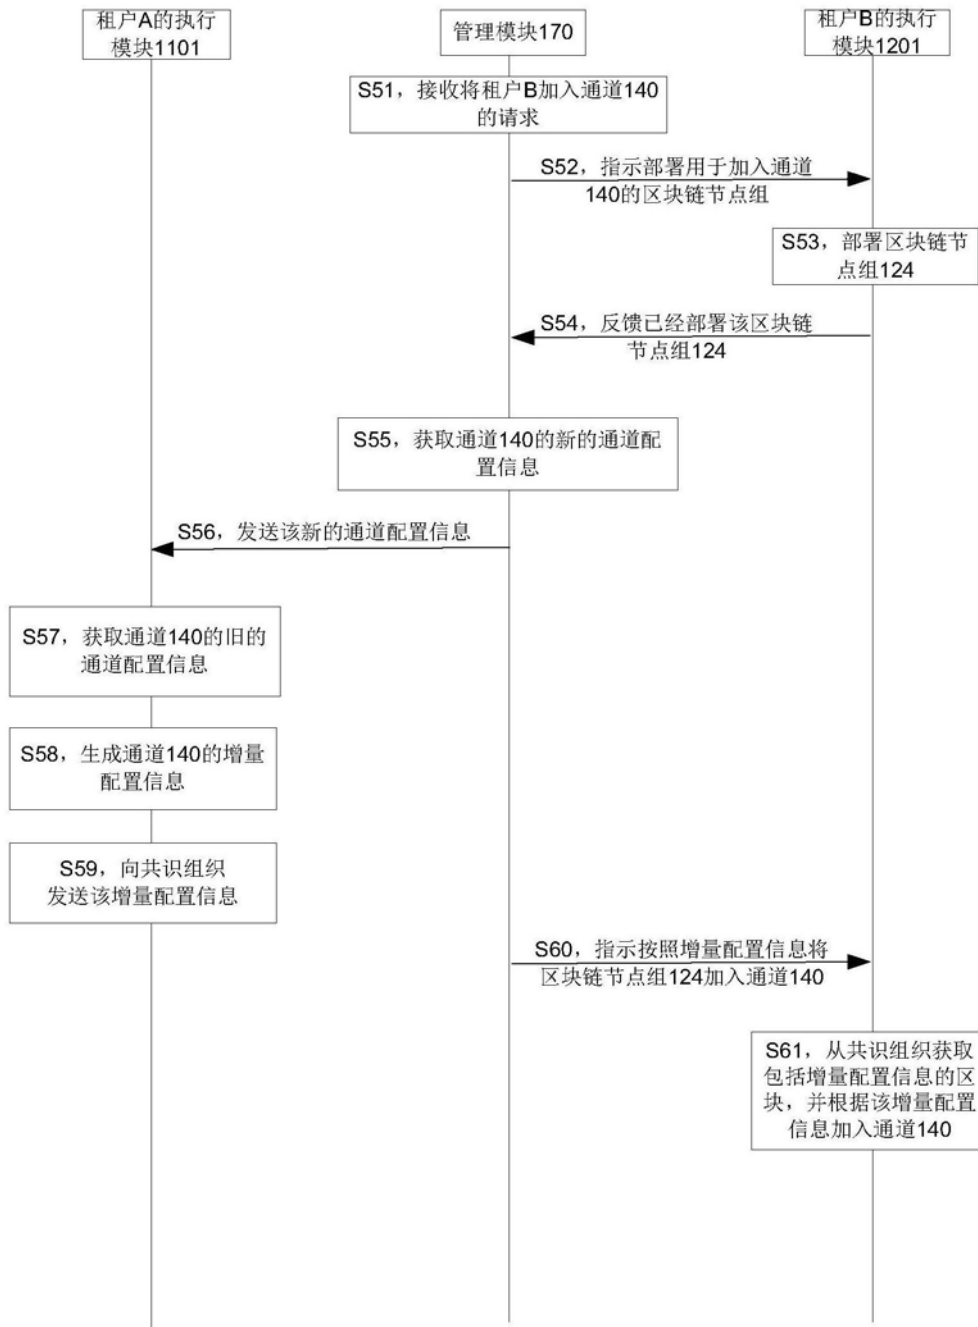 租户A的执行
模块1101
管理模块170
租户B的执行
模块1201
S51，接收将租户B加入通道140
的请求
S52，指示部署用于加入通道
140的区块链节点组
S53，部署区块链节
点组124
S54，反馈已经部署该区块链
节点组124
S55，获取通道140的新的通道配
置信息
S56，发送该新的通道配置信息
S57，获取通道140的旧的
通道配置信息
S58，生成通道140的增量
配置信息
S59，向共识组织
发送该增量配置信息
S60，指示按照增量配置信息将
区块链节点组124加入通道140
S61，从共识组织获取
包括增量配置信息的区
块，并根据该增量配置
信息加入通道140